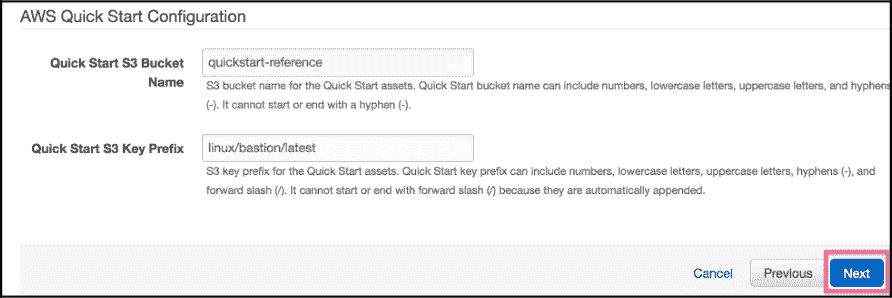 AWS Quick Start Configuration
Quick Start S3 Bucket
Name
quickstart-reference
S3 bucket name for the Quick Start assets. Quick Start bucket name can include numbers, lowercase letters, uppercase letters, and hyphens
(-). It cannot start or end with a hyphen (-).
Quick Start S3 Key Prefix
linux/bastion/latest
S3 key prefix for the Quick Start assets. Quick Start key prefix can include numbers, lowercase letters, uppercase letters, hyphens (-), and
forward slash (/). It cannot start or end with forward slash (/) because they are automatically appended.
Cancel
Previous
Next